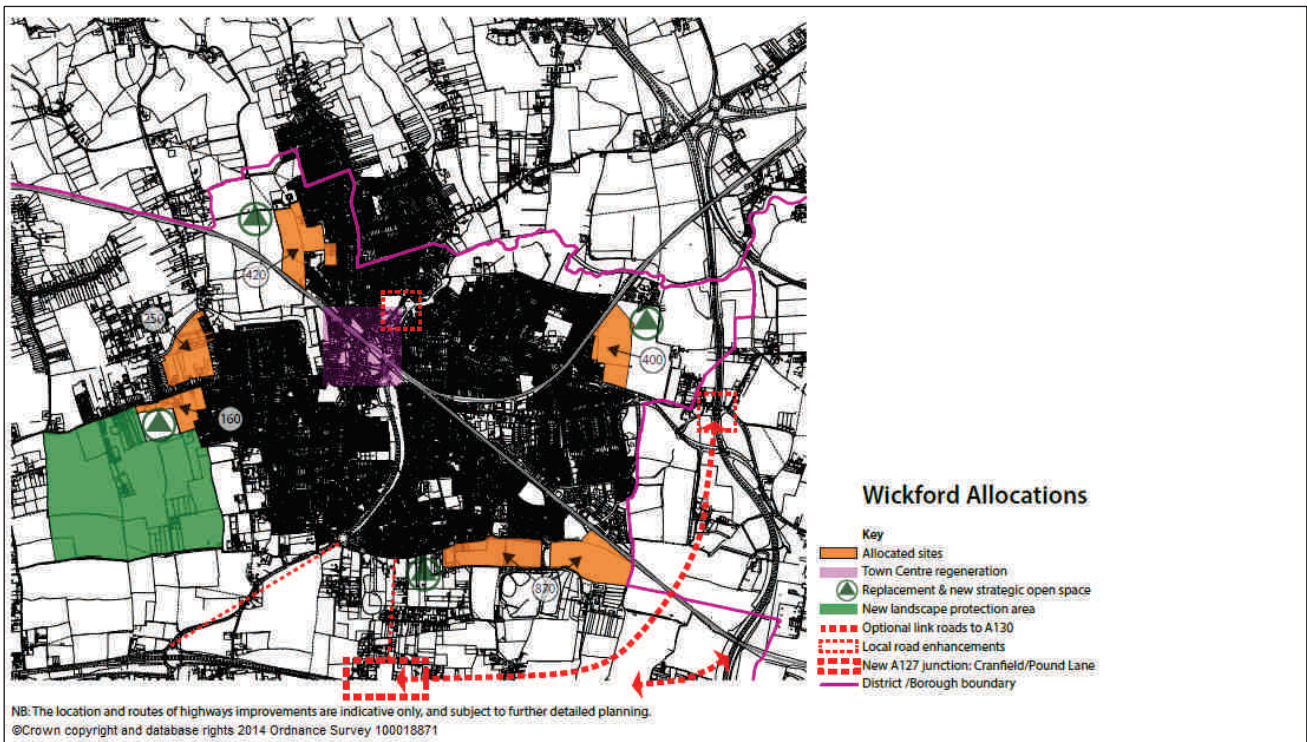 420
250
400
160
870
Wickford Allocations
Key
Allocated sites
Town Centre regeneration
Replacement & new strategic open space
New landscape protection area
Optional link roads to A130
Local road enhancements
New A127 junction: Cranfield/Pound Lane
District /Borough boundary
NB: The location and routes of highways improvements are indicative only, and subject to further detailed planning.
©Crown copyright and database rights 2014 Ordnance Survey 100018871